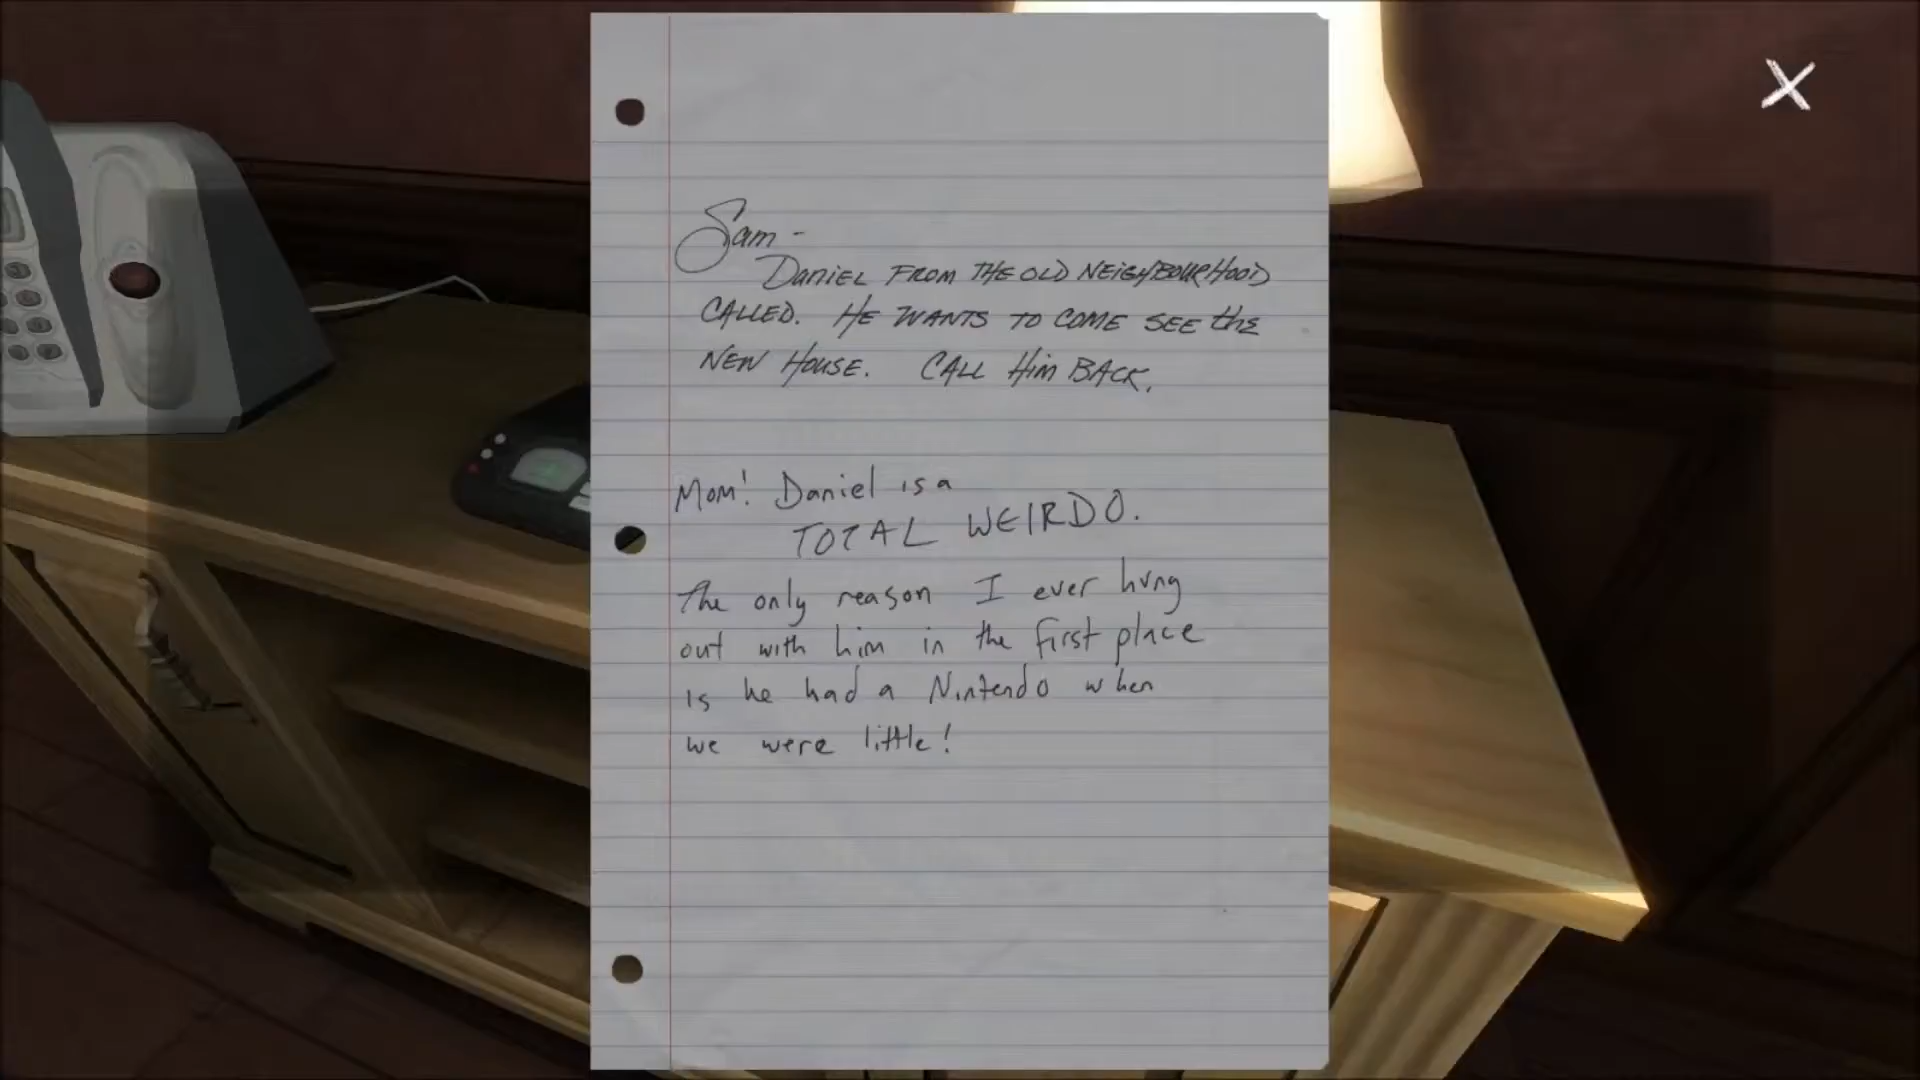 Sam-
DANIEL FROM THE OLD NEIGHBOURHOOD
CALLED. HE WANTS TO COME SEE the
NEW HOUSE. CALL HIM BACK.
Mom! Daniel is a
TOTAL WEIRDO.
The only reason I ever hung
out with him in the first place
is he had a Nintendo when
we were little!